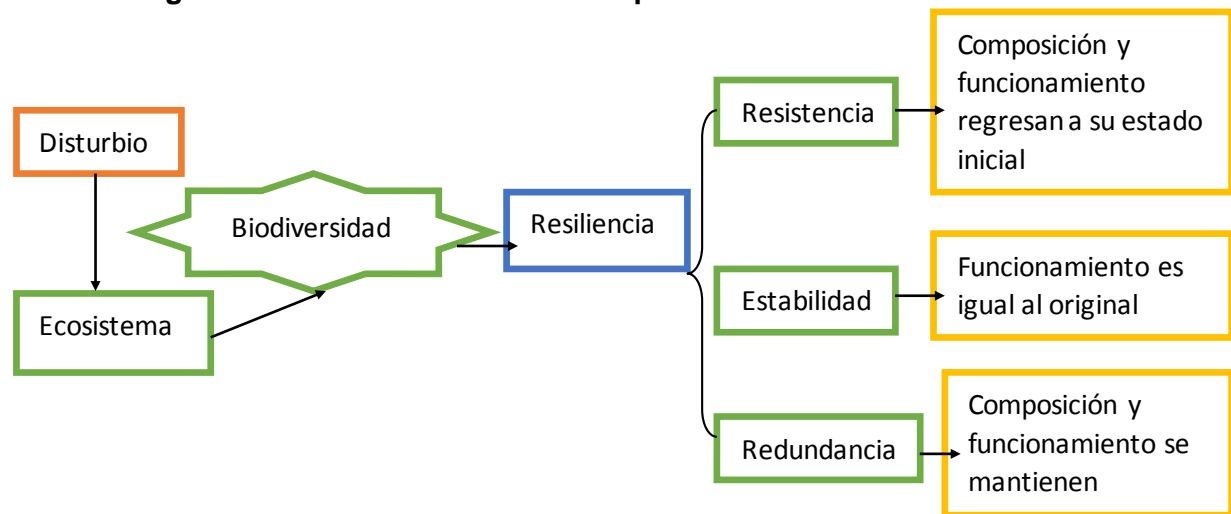 Disturbio
Ecosistema
Biodiversidad
Resiliencia
Resistencia
Composición y
funcionamiento
regresan a su estado
inicial
Estabilidad
Funcionamiento es
igual al original
Redundancia
Composición y
funcionamiento se
mantienen